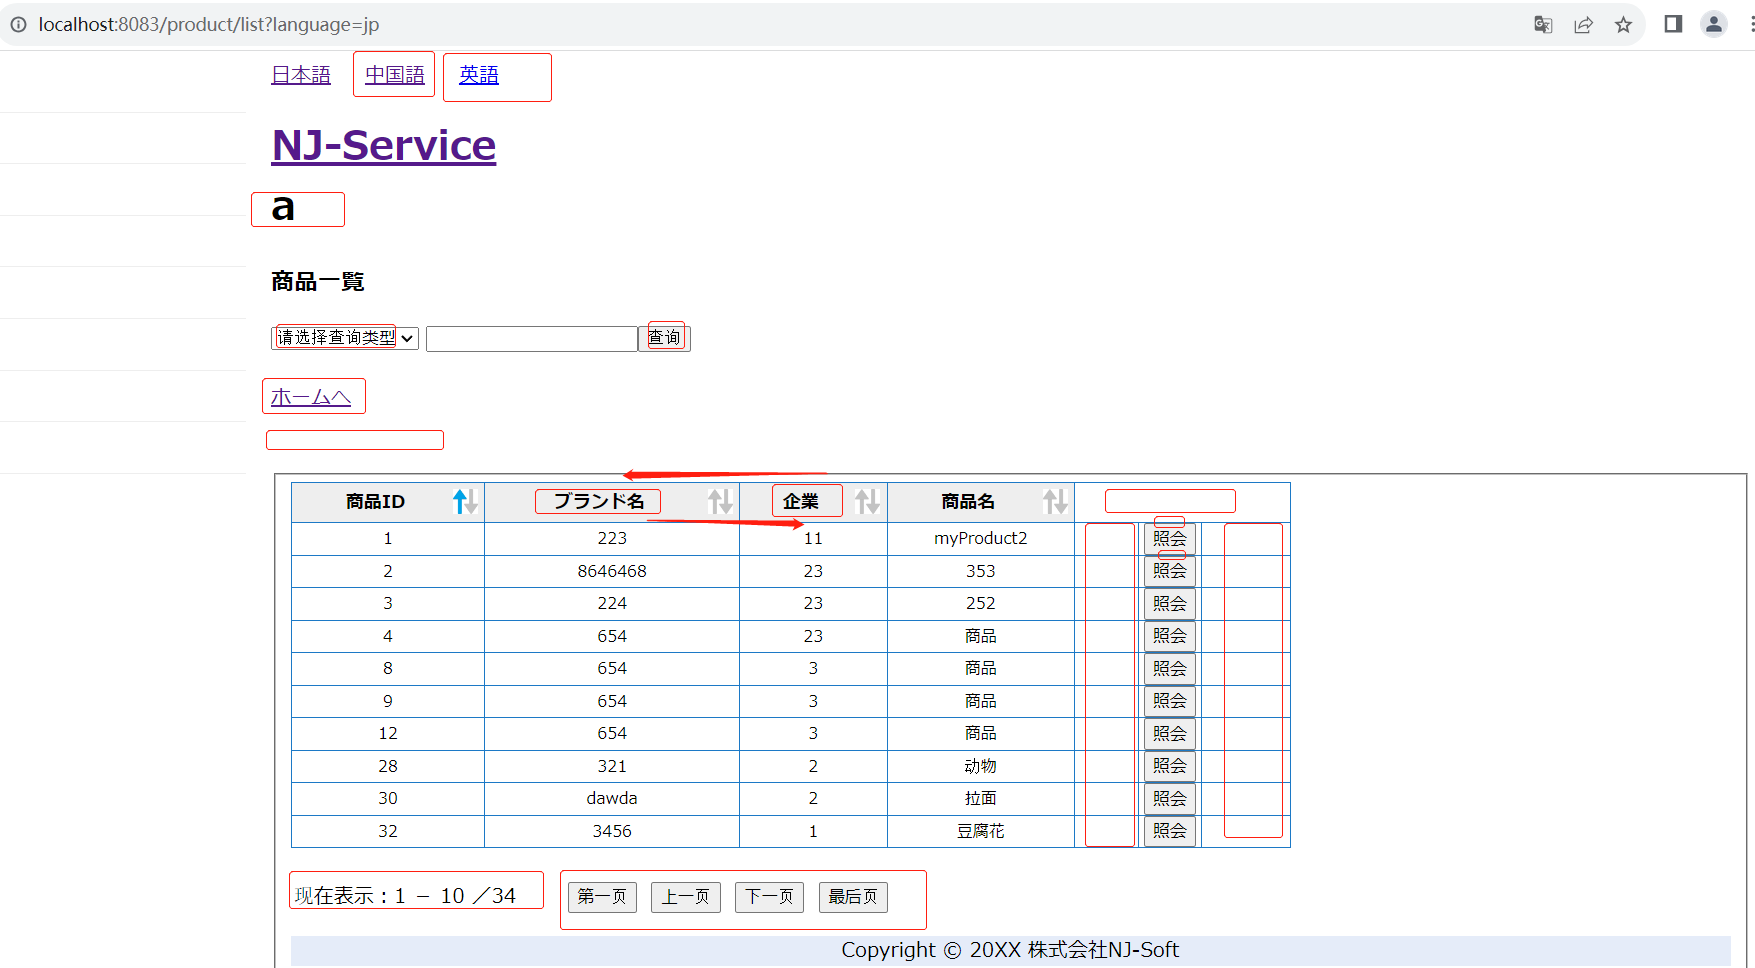 localhost:8083/product/list?language=jp
日本語 中国語 英語
NJ-Service
a
商品一覧
请选择查询类型 查询
ホームへ
商品ID ブランド名 企業 商品名
1 223 11 myProduct2 照会
2 8646468 23 353 照会
3 224 23 252 照会
4 654 23 商品 照会
8 654 3 商品 照会
9 654 3 商品 照会
12 654 3 商品 照会
28 321 2 动物 照会
30 dawda 2 拉面 照会
32 3456 1 豆腐花 照会
现在表示：1 － 10 ／34 第一页 上一页 下一页 最后页
Copyright © 20XX 株式会社NJ-Soft